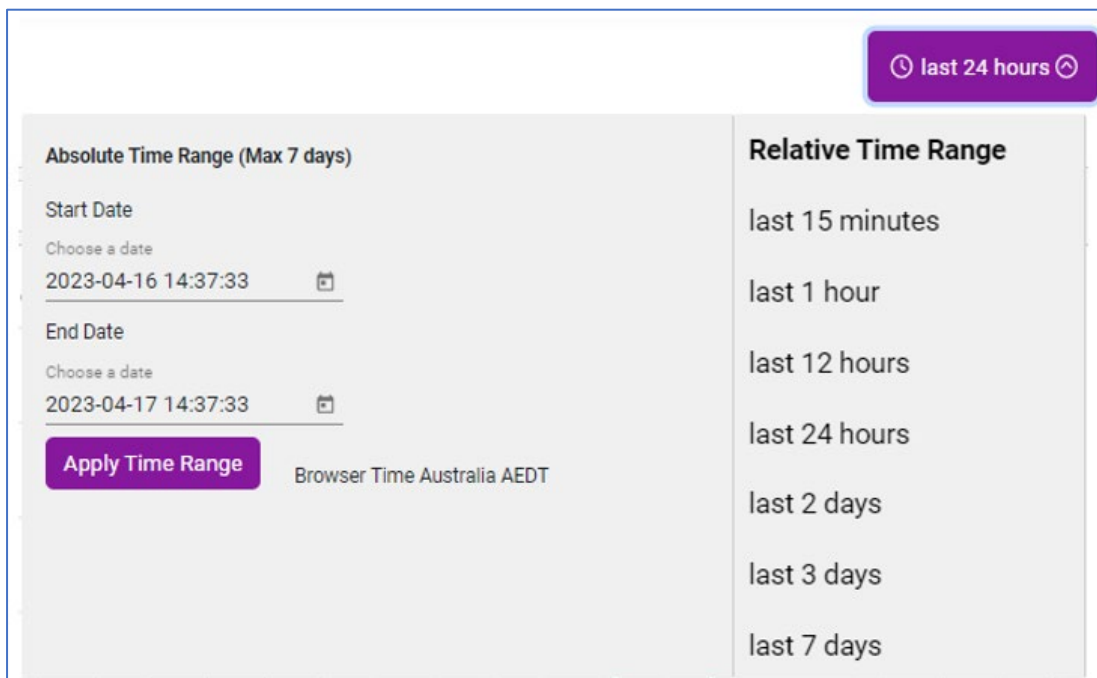 last 24 hours
Absolute Time Range (Max 7 days)
Start Date
Choose a date
2023-04-16 14:37:33
End Date
Choose a date
2023-04-17 14:37:33
Apply Time Range
Browser Time Australia AEDT
Relative Time Range
last 15 minutes
last 1 hour
last 12 hours
last 24 hours
last 2 days
last 3 days
last 7 days